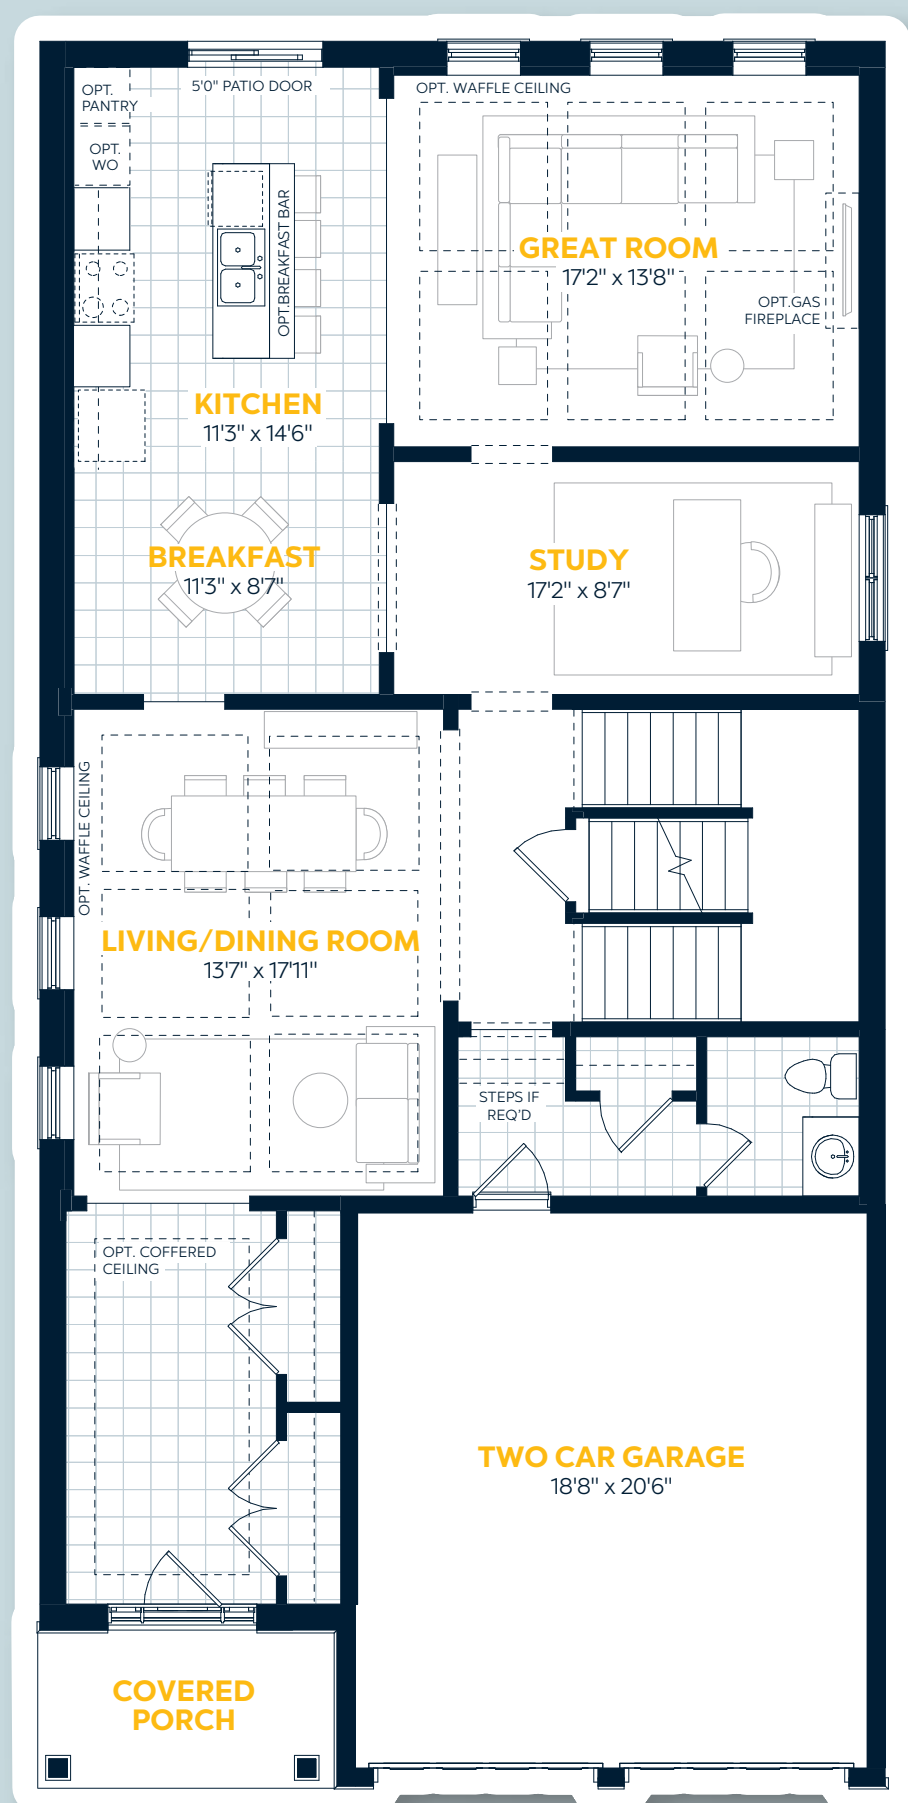 OPT.
PANTRY
5'0" PATIO DOOR
OPT. WAFFLE CEILING
OPT.
WO
OPT.BREAKFAST BAR
GREAT ROOM
17'2" x 13'8"
OPT.GAS
FIREPLACE
KITCHEN
11'3" x 14'6"
BREAKFAST
11'3" x 8'7"
STUDY
17'2" x 8'7"
OPT. WAFFLE CEILING
LIVING/DINING ROOM
13'7" x 17'11"
STEPS IF
REQ'D
OPT. COFFERED
CEILING
TWO CAR GARAGE
18'8" x 20'6"
COVERED
PORCH